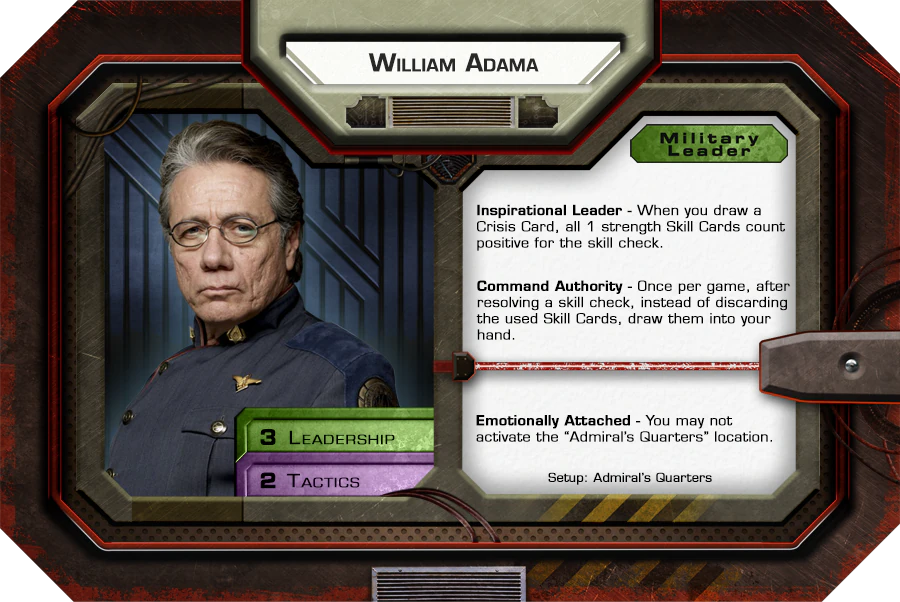 William Adama
Military
Leader
Inspirational Leader - When you draw a
Crisis Card, all 1 strength Skill Cards count
positive for the skill check.
Command Authority - Once per game, after
resolving a skill check, instead of discarding
the used Skill Cards, draw them into your
hand.
Emotionally Attached - You may not
activate the “Admiral’s Quarters” location.
Setup: Admiral’s Quarters
3 Leadership
2 Tactics